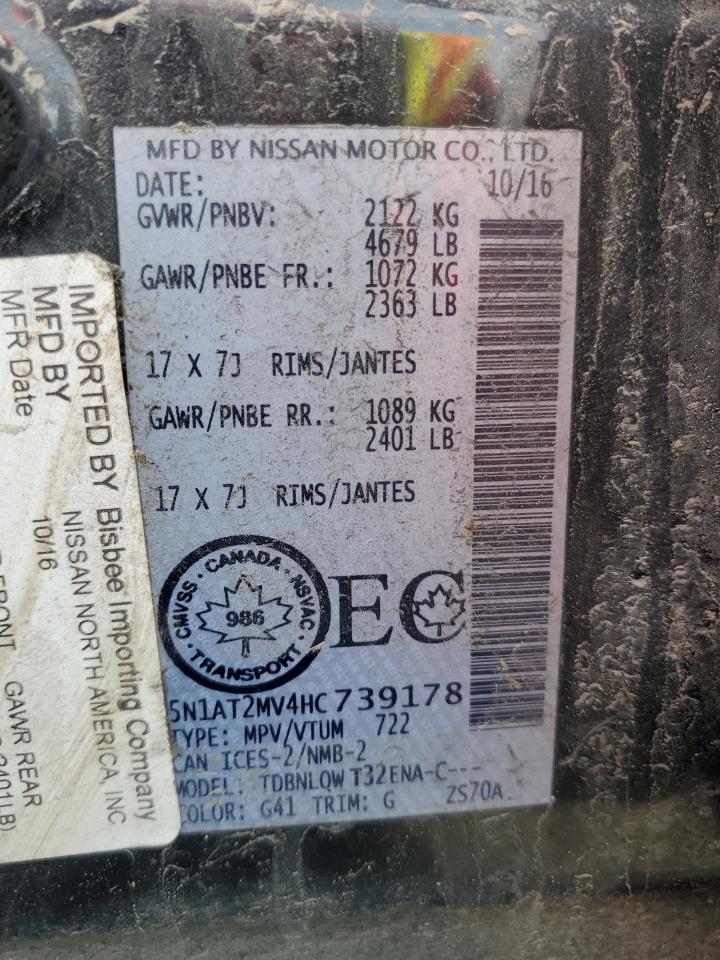 MFD BY NISSAN MOTOR CO., LTD.
DATE: 10/16
GVWR/PNBV: 2122 KG
4679 LB
GAWR/PNBE FR.: 1072 KG
2363 LB
17 X 7J RIMS/JANTES
GAWR/PNBE RR.: 1089 KG
2401 LB
17 X 7J RIMS/JANTES
CMVSS · CANADA · NSVAC
986
· TRANSPORT ·
EC
5N1AT2MV4HC739178
TYPE: MPV/VTUM 722
CAN ICES-2/NMB-2
MODEL: TDBNLQW T32ENA-C---
COLOR: G41 TRIM: G ZS70A
IMPORTED BY Bisbee Importing Company
MFD BY NISSAN NORTH AMERICA, INC.
MFR Date 10/16
FRONT GAWR REAR
2401LB)